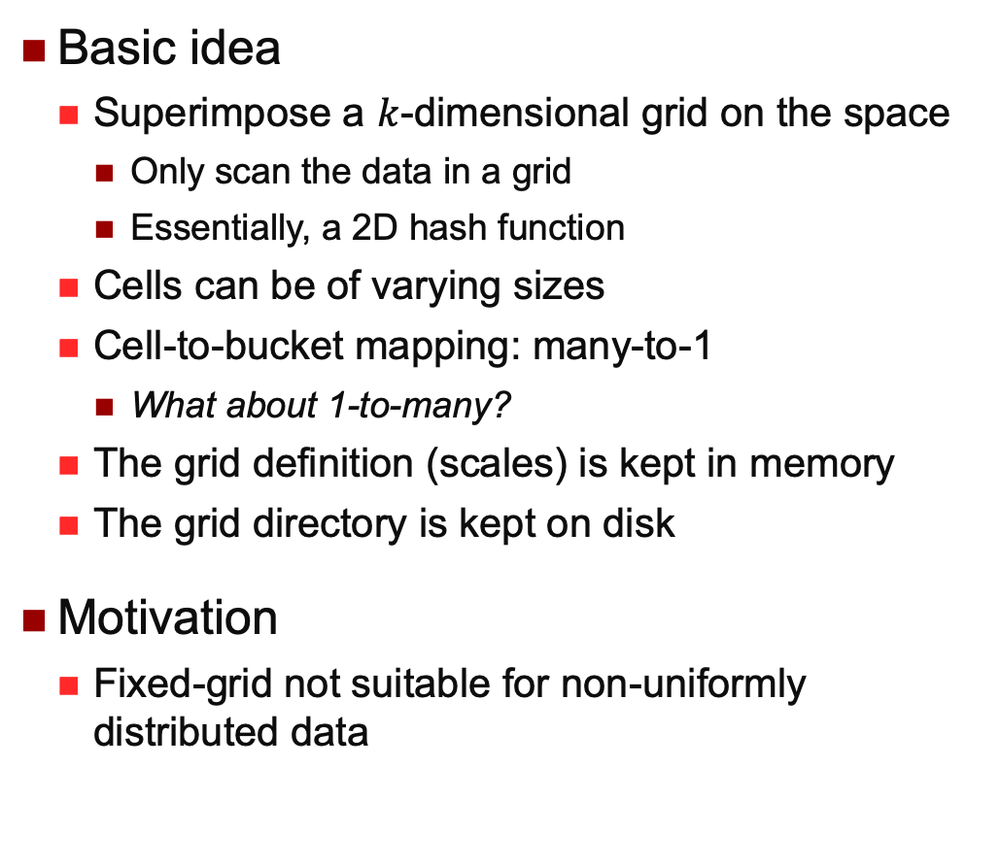 Basic idea
Superimpose a k-dimensional grid on the space
Only scan the data in a grid
Essentially, a 2D hash function
Cells can be of varying sizes
Cell-to-bucket mapping: many-to-1
What about 1-to-many?
The grid definition (scales) is kept in memory
The grid directory is kept on disk
Motivation
Fixed-grid not suitable for non-uniformly
distributed data